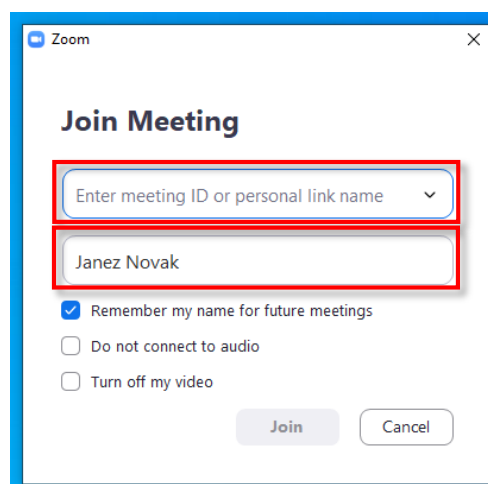 Zoom
Join Meeting
Enter meeting ID or personal link name
Janez Novak
Remember my name for future meetings
Do not connect to audio
Turn off my video
Join Cancel